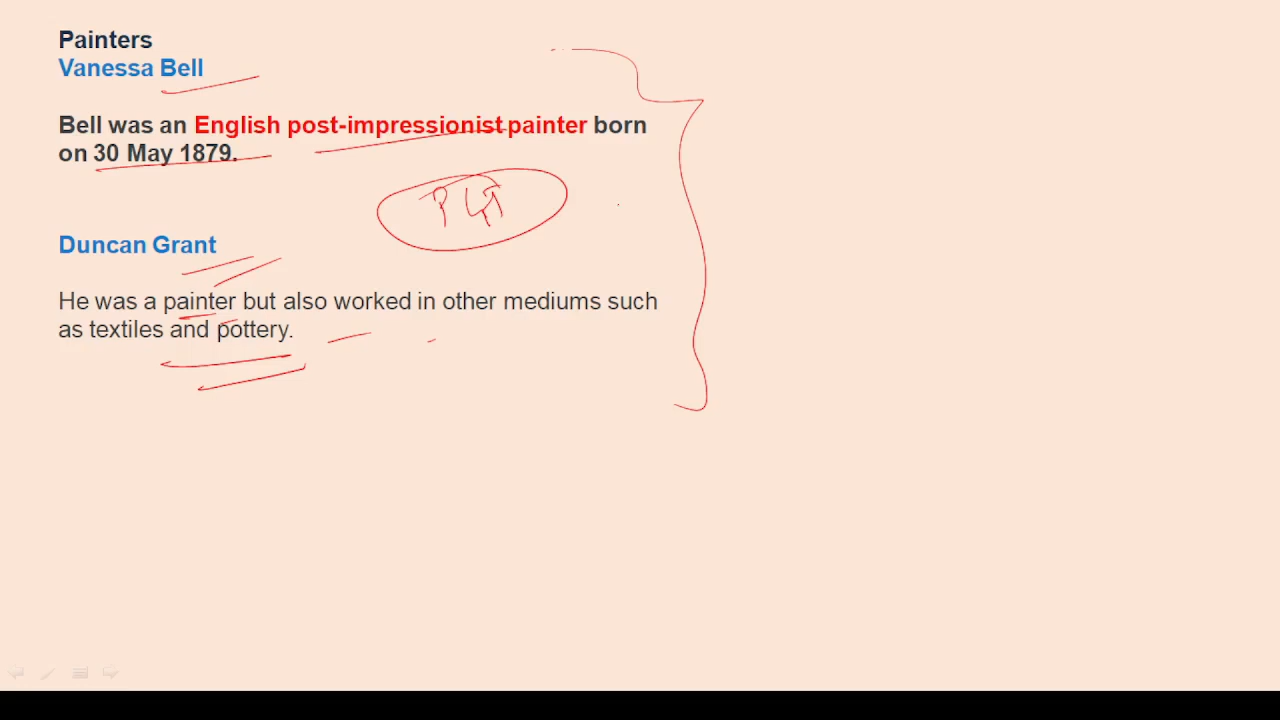 Painters
Vanessa Bell
Bell was an English post-impressionist painter born
on 30 May 1879.
Duncan Grant
He was a painter but also worked in other mediums such
as textiles and pottery.